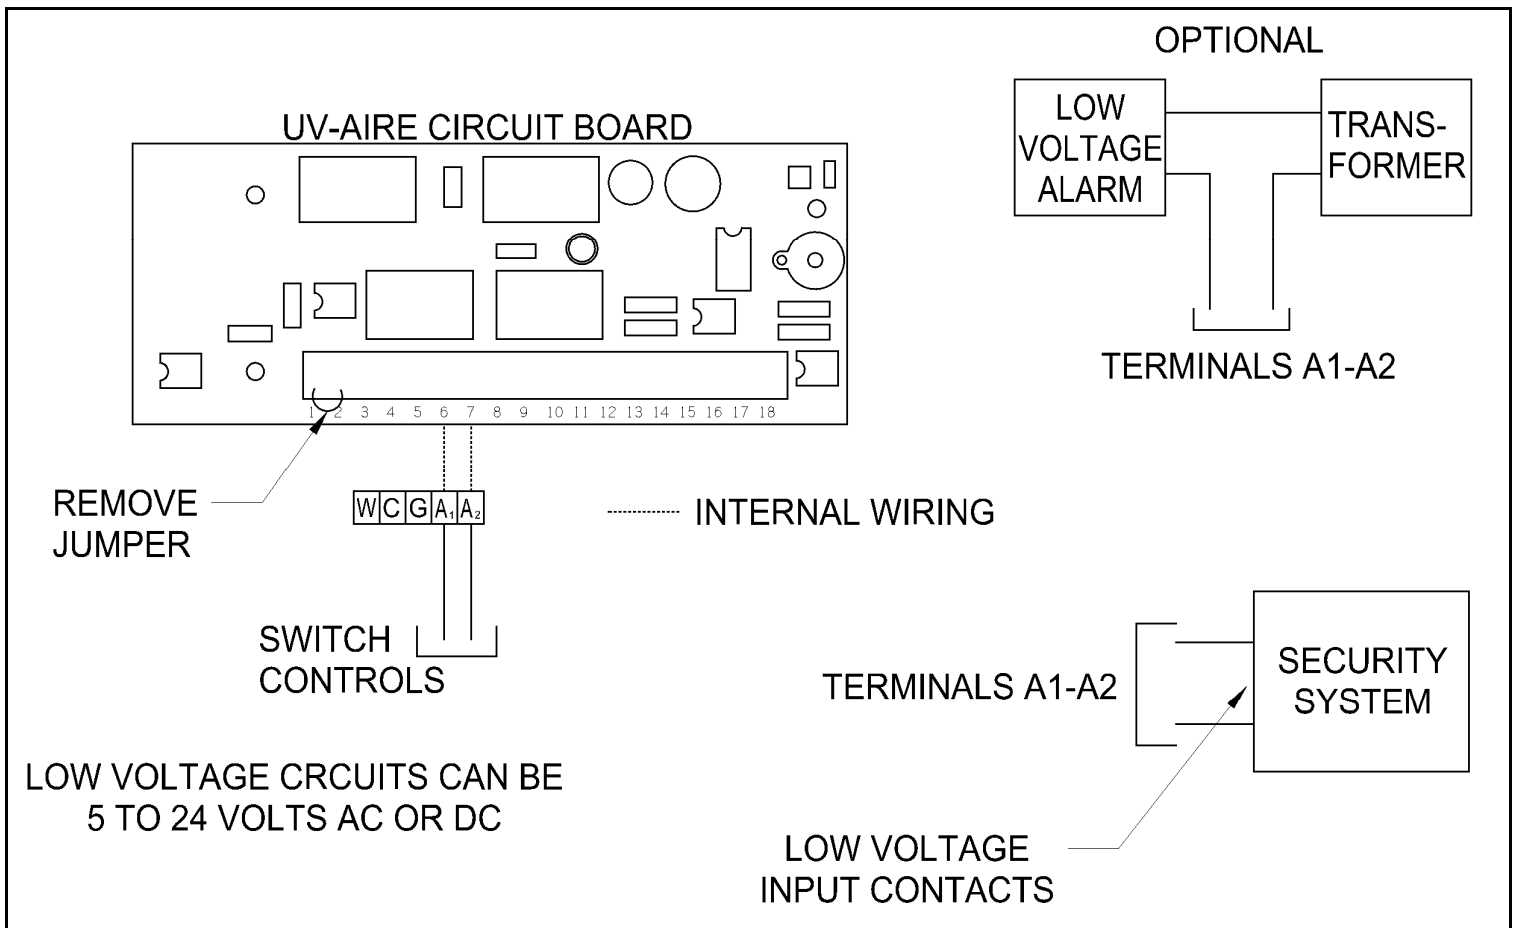 OPTIONAL
LOW
VOLTAGE
ALARM
TRANS-
FORMER
TERMINALS A1-A2
UV-AIRE CIRCUIT BOARD
1 2 3 4 5 6 7 8 9 10 11 12 13 14 15 16 17 18
REMOVE
JUMPER
W C G A1 A2
INTERNAL WIRING
SWITCH
CONTROLS
TERMINALS A1-A2
SECURITY
SYSTEM
LOW VOLTAGE CRCUITS CAN BE
5 TO 24 VOLTS AC OR DC
LOW VOLTAGE
INPUT CONTACTS